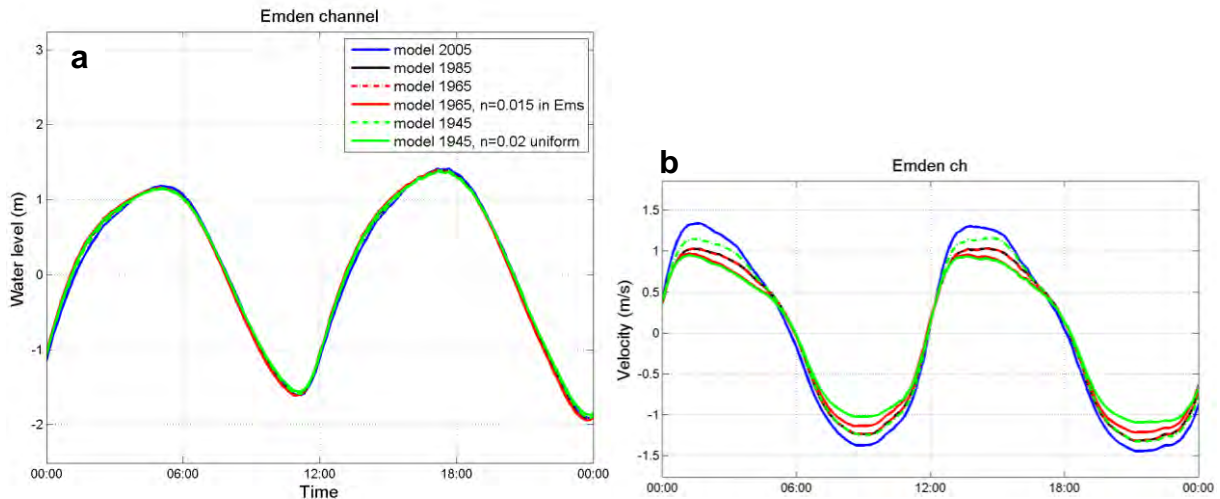 Emden channel
a
model 2005
model 1985
model 1965
model 1965, n=0.015 in Ems
model 1945
model 1945, n=0.02 uniform
Water level (m)
3
2
1
0
-1
-2
00:00 06:00 12:00 18:00 00:00
Time
b
Emden ch
Velocity (m/s)
1.5
1
0.5
0
-0.5
-1
-1.5
00:00 06:00 12:00 18:00 00:00